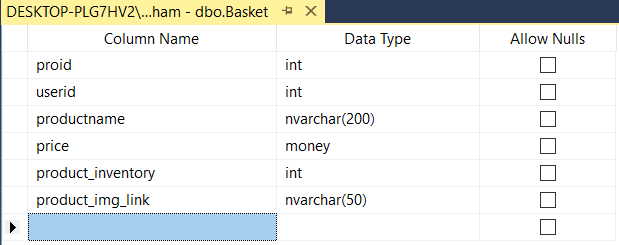 DESKTOP-PLG7HV2\...ham - dbo.Basket
Column Name Data Type Allow Nulls
proid int
userid int
productname nvarchar(200)
price money
product_inventory int
product_img_link nvarchar(50)